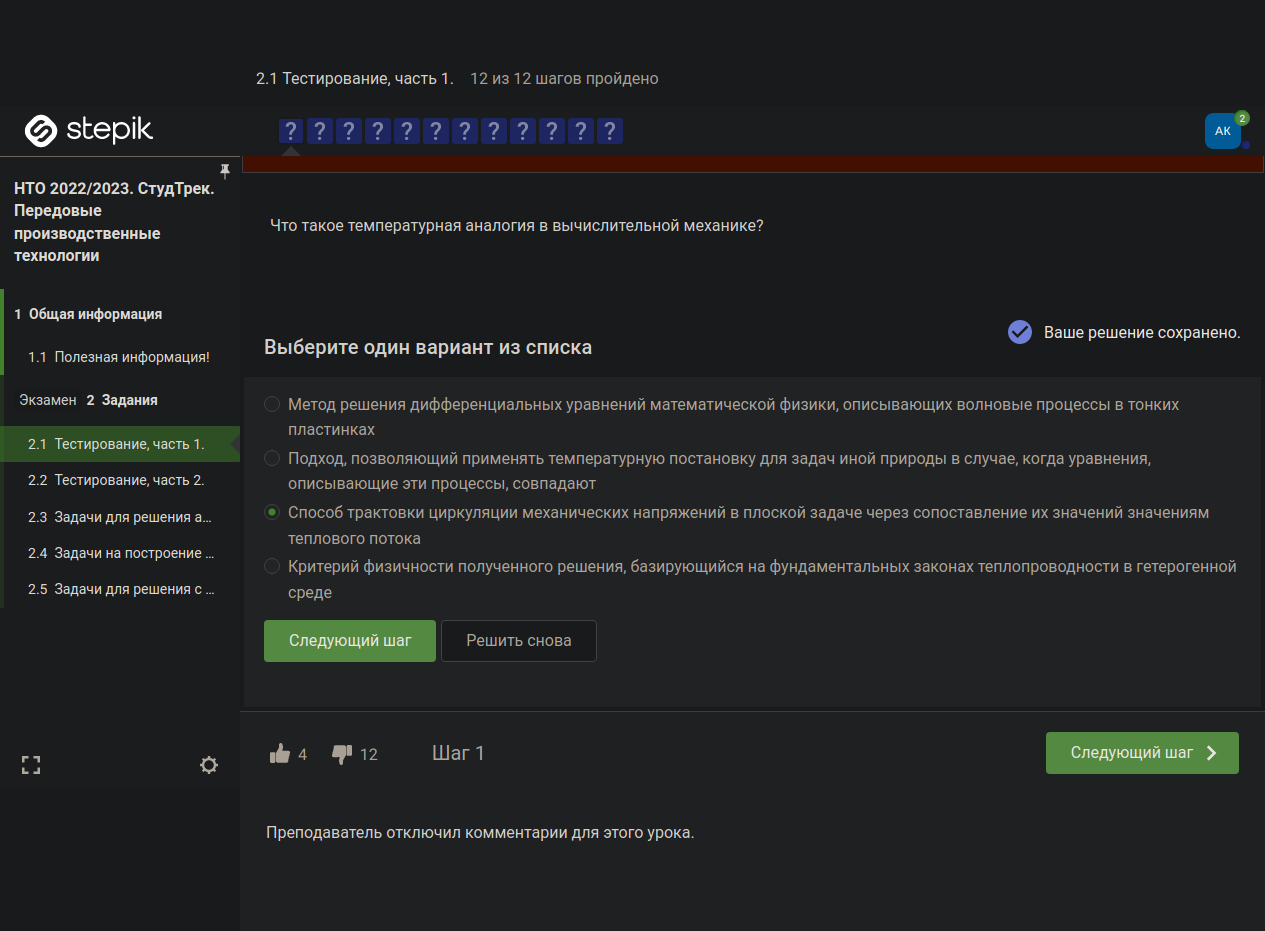 2.1 Тестирование, часть 1. 12 из 12 шагов пройдено
stepik
? ? ? ? ? ? ? ? ? ? ? ?
АК
2
НТО 2022/2023. СтудТрек.
Передовые
производственные
технологии
1 Общая информация
1.1 Полезная информация!
Экзамен 2 Задания
2.1 Тестирование, часть 1.
2.2 Тестирование, часть 2.
2.3 Задачи для решения а...
2.4 Задачи на построение ...
2.5 Задачи для решения с ...
Что такое температурная аналогия в вычислительной механике?
Ваше решение сохранено.
Выберите один вариант из списка
Метод решения дифференциальных уравнений математической физики, описывающих волновые процессы в тонких
пластинках
Подход, позволяющий применять температурную постановку для задач иной природы в случае, когда уравнения,
описывающие эти процессы, совпадают
Способ трактовки циркуляции механических напряжений в плоской задаче через сопоставление их значений значениям
теплового потока
Критерий физичности полученного решения, базирующийся на фундаментальных законах теплопроводности в гетерогенной
среде
Следующий шаг Решить снова
4 12 Шаг 1 Следующий шаг
Преподаватель отключил комментарии для этого урока.